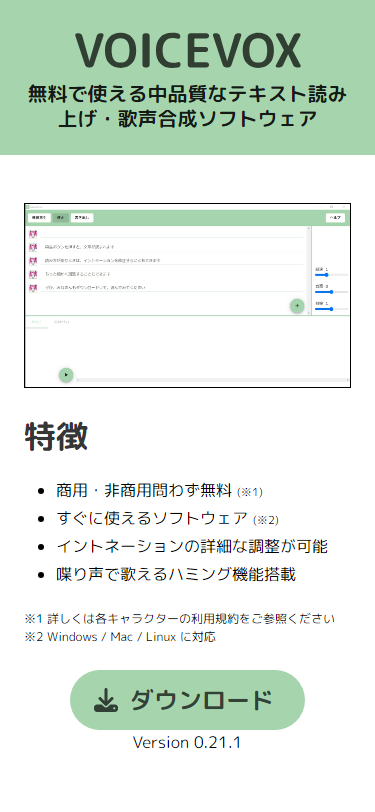 VOICEVOX
無料で使える中品質なテキスト読み
上げ・歌声合成ソフトウェア
特徴
商用・非商用問わず無料 (※1)
すぐに使えるソフトウェア (※2)
イントネーションの詳細な調整が可能
喋り声で歌えるハミング機能搭載
※1 詳しくは各キャラクターの利用規約をご参照ください
※2 Windows / Mac / Linux に対応
ダウンロード
Version 0.21.1